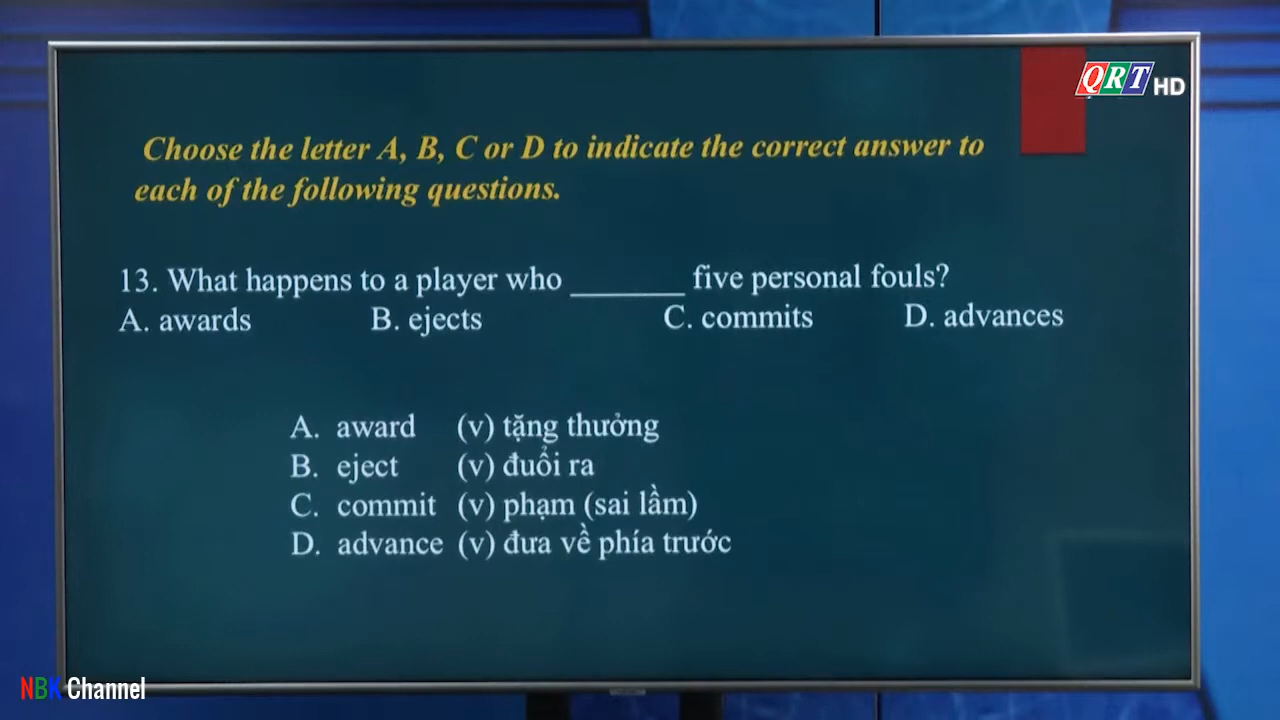 QRT HD
Choose the letter A, B, C or D to indicate the correct answer to
each of the following questions.
13. What happens to a player who _______ five personal fouls?
A. awards B. ejects C. commits D. advances
A. award (v) tặng thưởng
B. eject (v) đuổi ra
C. commit (v) phạm (sai lầm)
D. advance (v) đưa về phía trước
NBK Channel